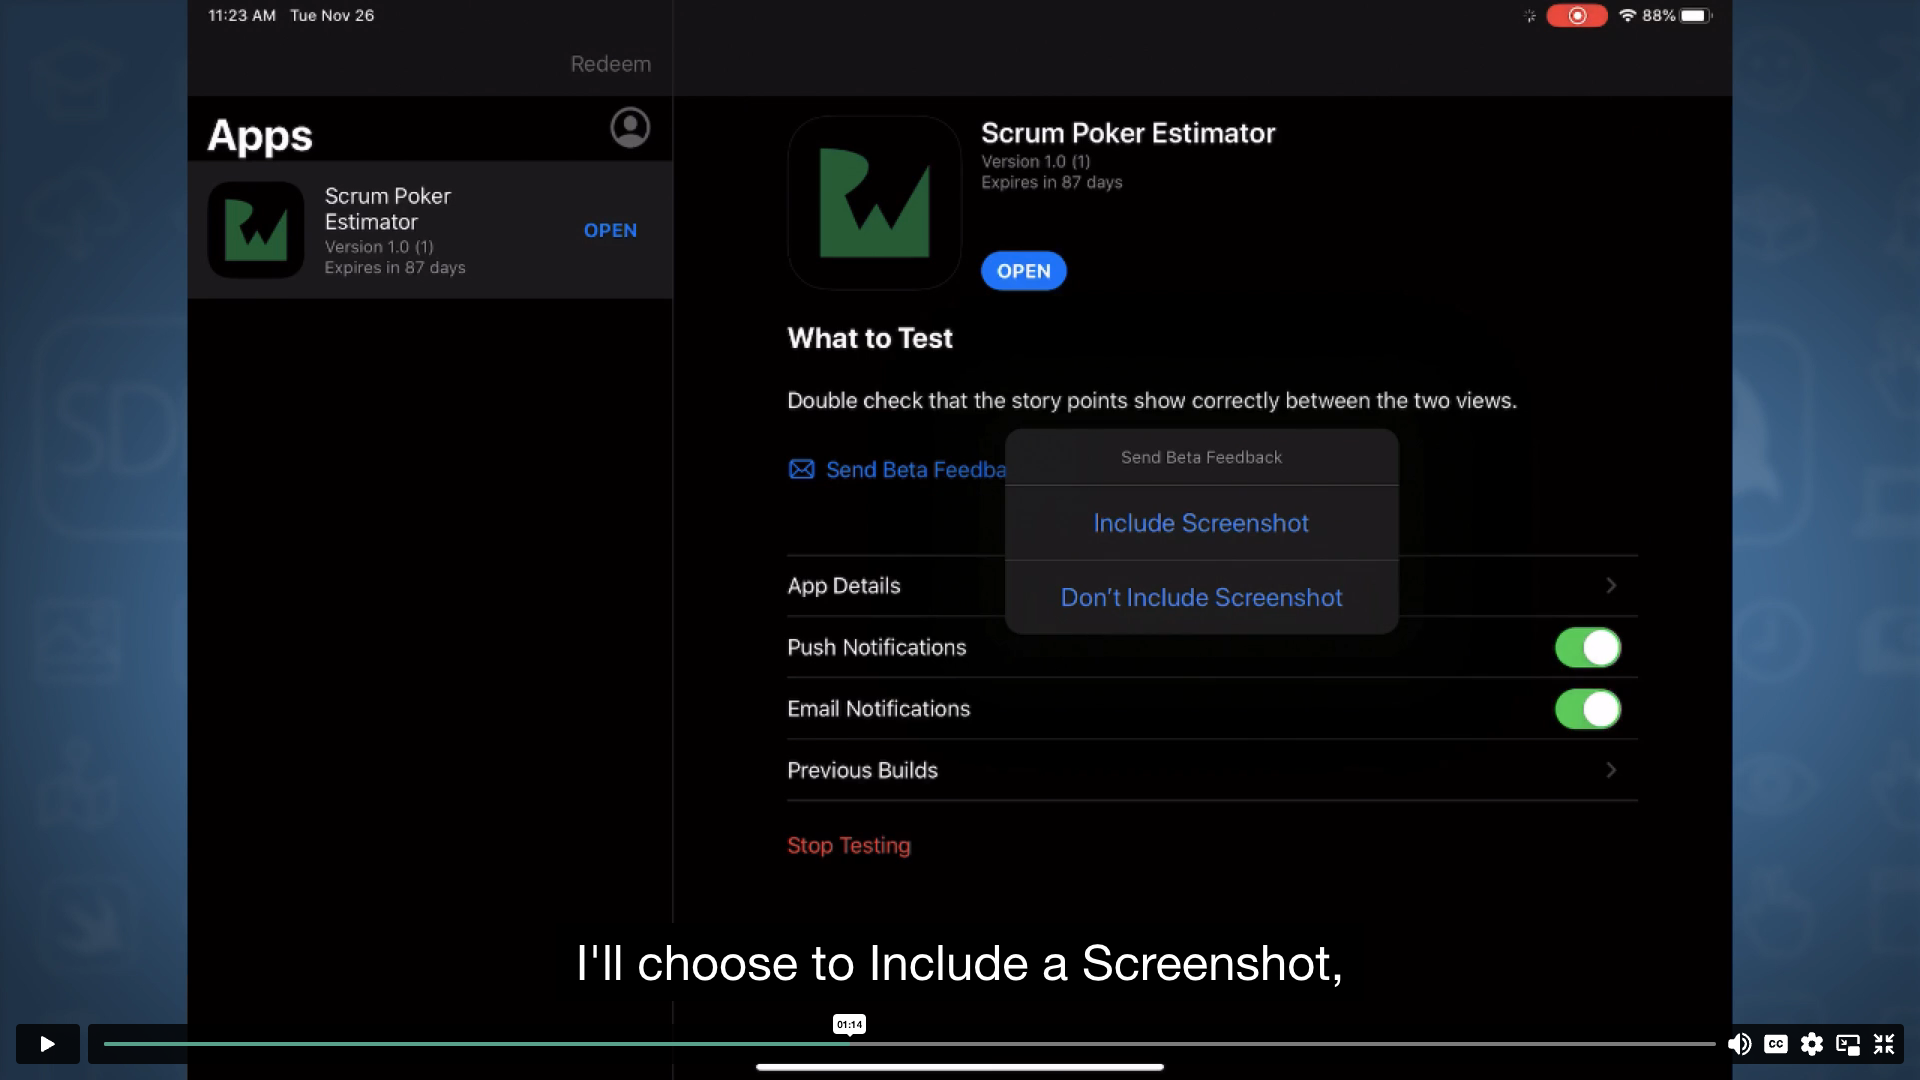 11:23 AM Tue Nov 26
88%
Redeem
Apps
Scrum Poker
Estimator
Version 1.0 (1)
Expires in 87 days
OPEN
Scrum Poker Estimator
Version 1.0 (1)
Expires in 87 days
OPEN
What to Test
Double check that the story points show correctly between the two views.
Send Beta Feedba
Send Beta Feedback
Include Screenshot
Don't Include Screenshot
App Details
Push Notifications
Email Notifications
Previous Builds
Stop Testing
SD
I'll choose to Include a Screenshot,
01:14
CC